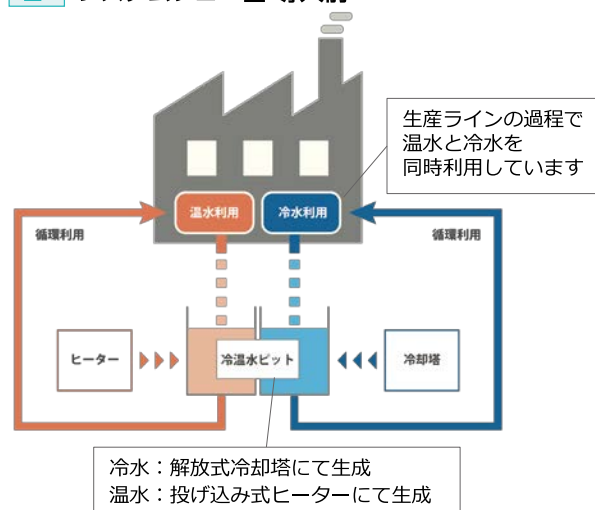 生産ラインの過程で
温水と冷水を
同時利用しています
温水利用
冷水利用
循環利用
循環利用
ヒーター
冷温水ピット
冷却塔
冷水：解放式冷却塔にて生成
温水：投げ込み式ヒーターにて生成